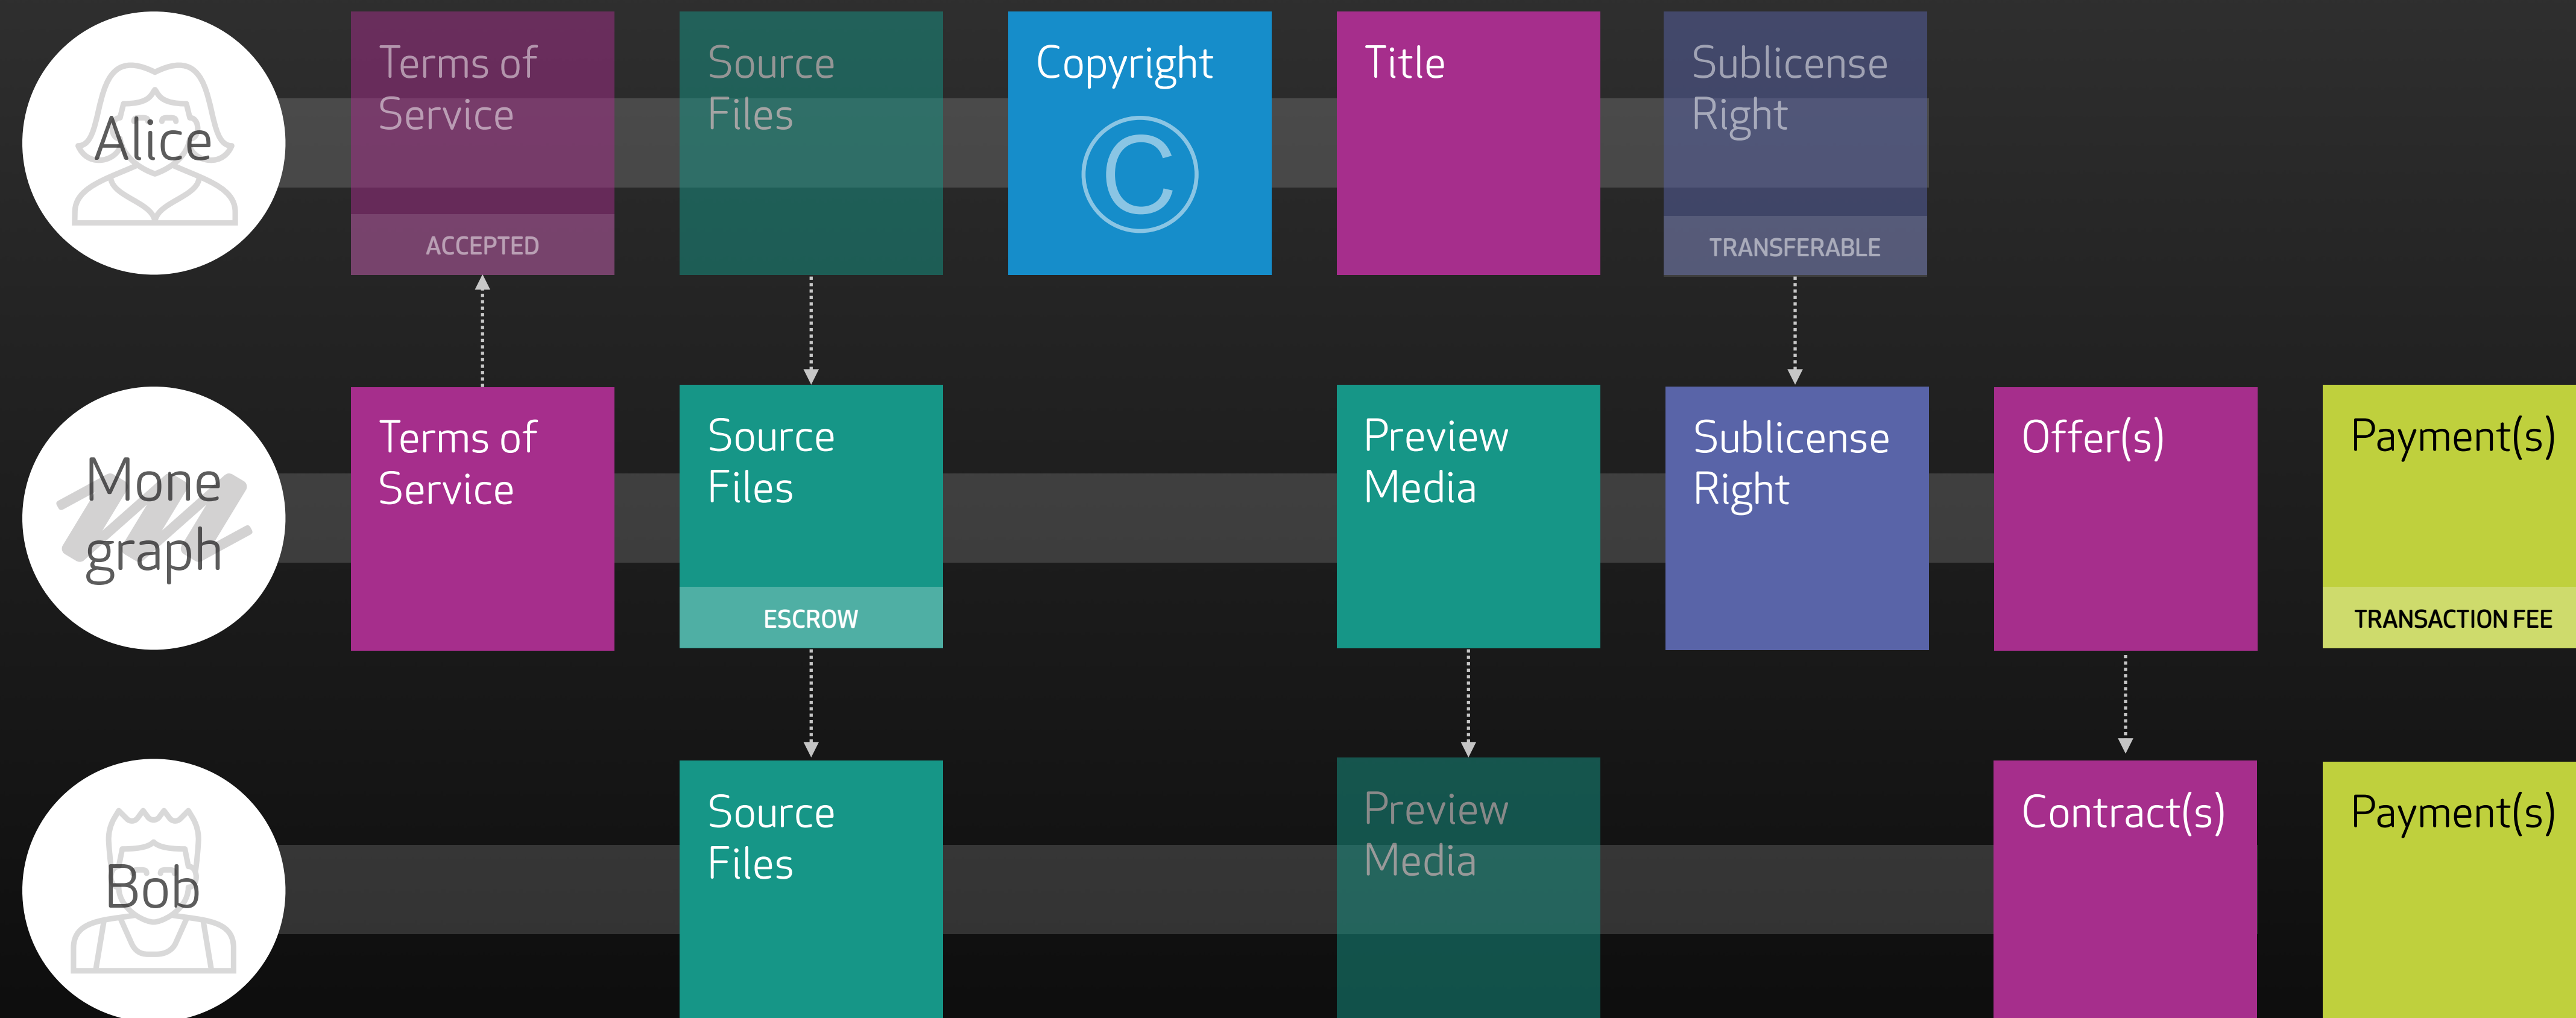 Alice
Terms of
Service
ACCEPTED
Source
Files
Copyright
©
Title
Sublicense
Right
TRANSFERABLE
Mone
graph
Terms of
Service
Source
Files
ESCROW
Preview
Media
Sublicense
Right
Offer(s)
Payment(s)
TRANSACTION FEE
Bob
Source
Files
Preview
Media
Contract(s)
Payment(s)